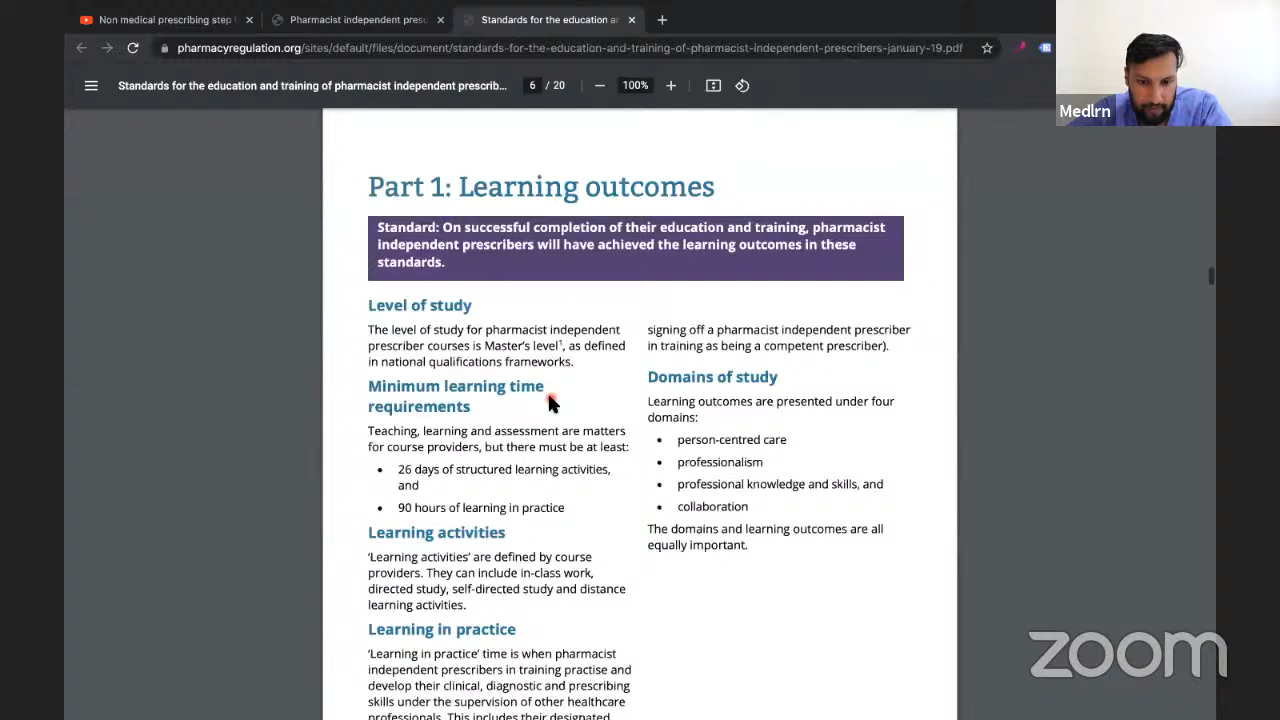 Non medical prescribing step
Pharmacist independent presc
Standards for the education ar
pharmacyregulation.org/sites/default/files/document/standards-for-the-education-and-training-of-pharmacist-independent-prescribers-january-19.pdf
Standards for the education and training of pharmacist independent prescrib...
6 / 20
100%
Medlrn
Part 1: Learning outcomes
Standard: On successful completion of their education and training, pharmacist
independent prescribers will have achieved the learning outcomes in these
standards.
Level of study
The level of study for pharmacist independent
prescriber courses is Master's level1, as defined
in national qualifications frameworks.
Minimum learning time
requirements
Teaching, learning and assessment are matters
for course providers, but there must be at least:
• 26 days of structured learning activities,
and
• 90 hours of learning in practice
Learning activities
‘Learning activities’ are defined by course
providers. They can include in-class work,
directed study, self-directed study and distance
learning activities.
Learning in practice
‘Learning in practice’ time is when pharmacist
independent prescribers in training practise and
develop their clinical, diagnostic and prescribing
skills under the supervision of other healthcare
professionals. This includes their designated
signing off a pharmacist independent prescriber
in training as being a competent prescriber).
Domains of study
Learning outcomes are presented under four
domains:
• person-centred care
• professionalism
• professional knowledge and skills, and
• collaboration
The domains and learning outcomes are all
equally important.
zoom